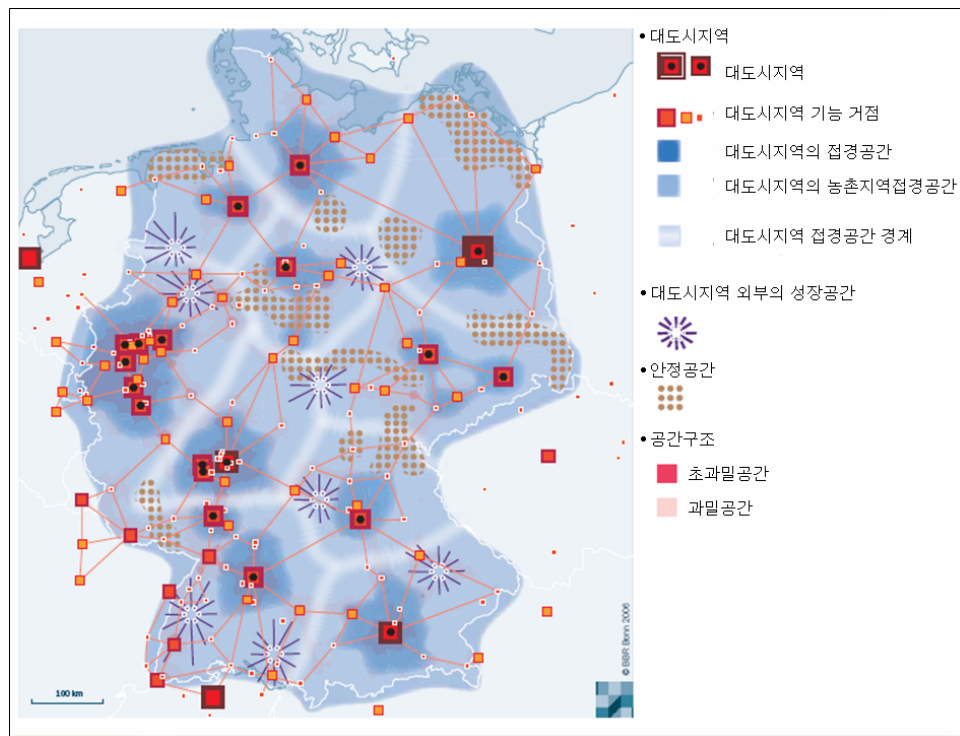 • 대도시지역
대도시지역
대도시지역 기능 거점
대도시지역의 접경공간
대도시지역의 농촌지역접경공간
대도시지역 접경공간 경계
• 대도시지역 외부의 성장공간
• 안정공간
• 공간구조
초과밀공간
과밀공간
100 km
© BBR Bonn 2006